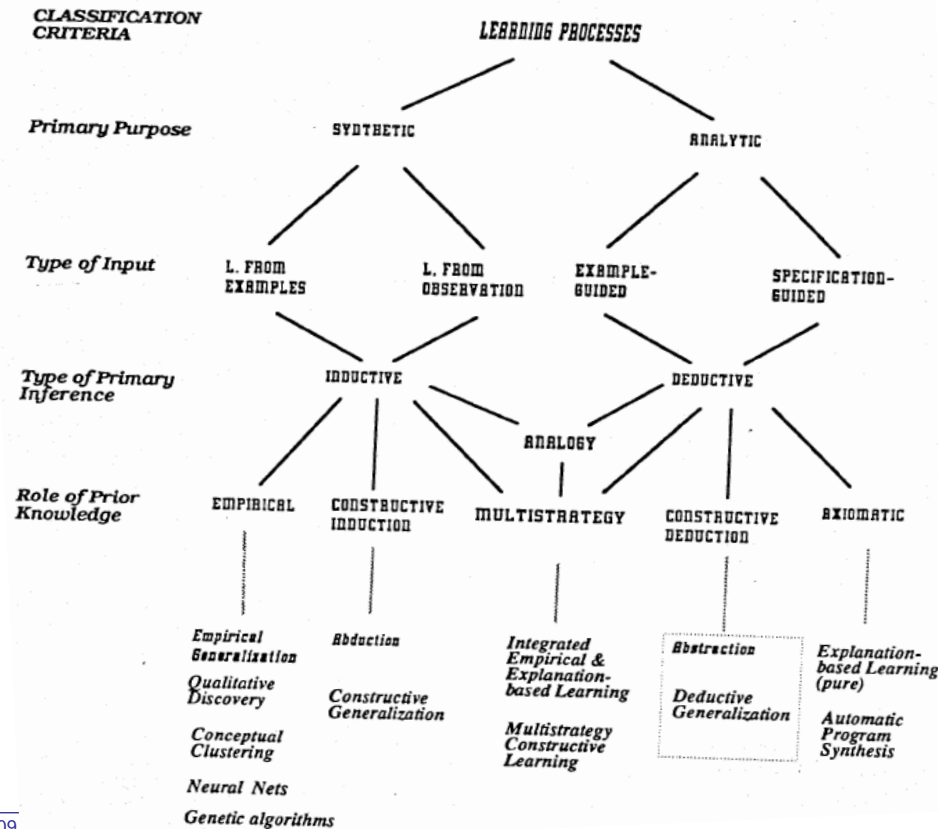 CLASSIFICATION
CRITERIA
LEARNING PROCESSES
Primary Purpose
SYNTHETIC
ANALYTIC
Type of Input
L. FROM
EXAMPLES
L. FROM
OBSERVATION
EXAMPLE-
GUIDED
SPECIFICATION-
GUIDED
Type of Primary
Inference
INDUCTIVE
DEDUCTIVE
ANALOGY
Role of Prior
Knowledge
EMPIRICAL
CONSTRUCTIVE
INDUCTION
MULTISTRATEGY
CONSTRUCTIVE
DEDUCTION
AXIOMATIC
Empirical
Generalization
Qualitative
Discovery
Conceptual
Clustering
Neural Nets
Genetic algorithms
Abduction
Constructive
Generalization
Integrated
Empirical &
Explanation-
based Learning
Multistrategy
Constructive
Learning
Abstraction
Deductive
Generalization
Explanation-
based Learning
(pure)
Automatic
Program
Synthesis
09